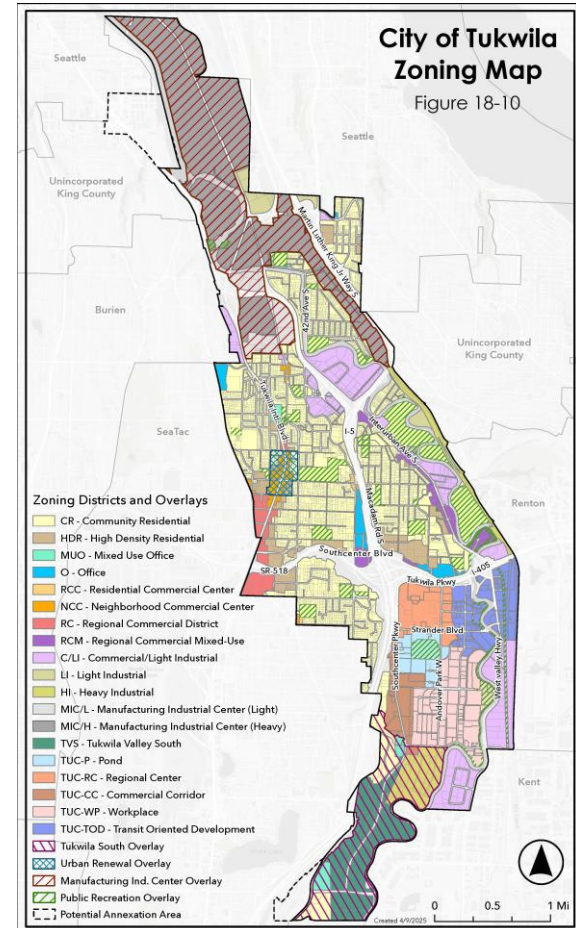 City of Tukwila
Zoning Map
Figure 18-10
Seattle
Seattle
Unincorporated
King County
Martin Luther King Jr Way S
42nd Ave S
Burien
Unincorporated
King County
Tukwila Intl. Blvd
SeaTac
I-5
Interurban Ave S
Macadam Rd S
Renton
Southcenter Blvd
SR-518
I-405
Tukwila Pkwy
Strander Blvd
Southcenter Pkwy
Andover Park W
West valley Hwy
Kent
Zoning Districts and Overlays
CR - Community Residential
HDR - High Density Residential
MUO - Mixed Use Office
O - Office
RCC - Residential Commercial Center
NCC - Neighborhood Commercial Center
RC - Regional Commercial District
RCM - Regional Commercial Mixed-Use
C/LI - Commercial/Light Industrial
LI - Light Industrial
HI - Heavy Industrial
MIC/L - Manufacturing Industrial Center (Light)
MIC/H - Manufacturing Industrial Center (Heavy)
TVS - Tukwila Valley South
TUC-P - Pond
TUC-RC - Regional Center
TUC-CC - Commercial Corridor
TUC-WP - Workplace
TUC-TOD - Transit Oriented Development
Tukwila South Overlay
Urban Renewal Overlay
Manufacturing Ind. Center Overlay
Public Recreation Overlay
Potential Annexation Area
0 0.5 1 Mi
Created 4/9/2025